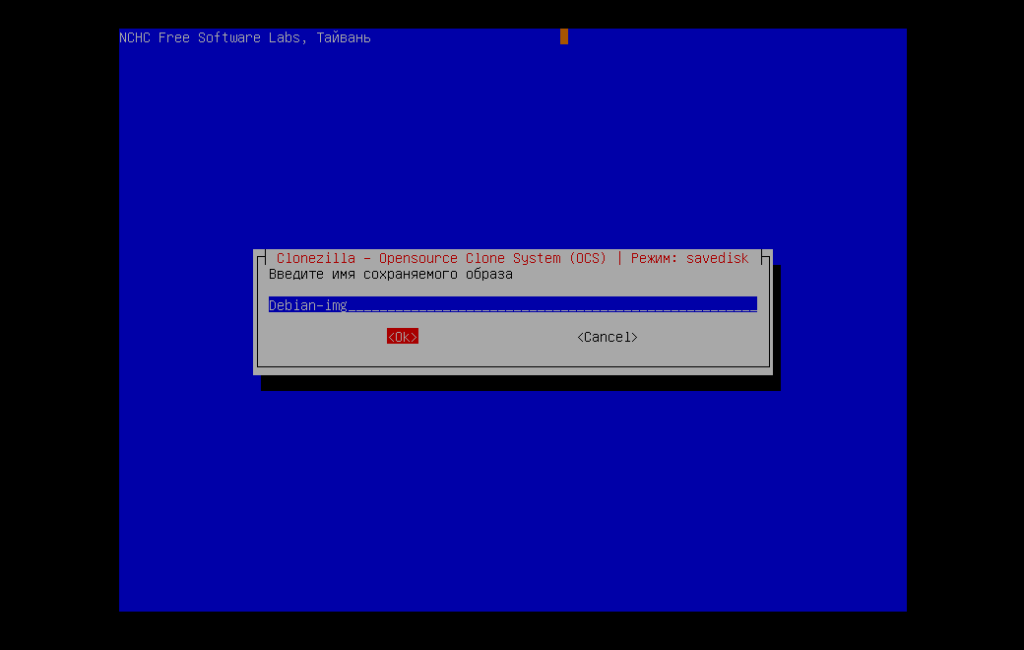 NCHC Free Software Labs, Тайвань
Clonezilla - Opensource Clone System (OCS) | Режим: savedisk
Введите имя сохраняемого образа
Debian-img
<Ok> <Cancel>